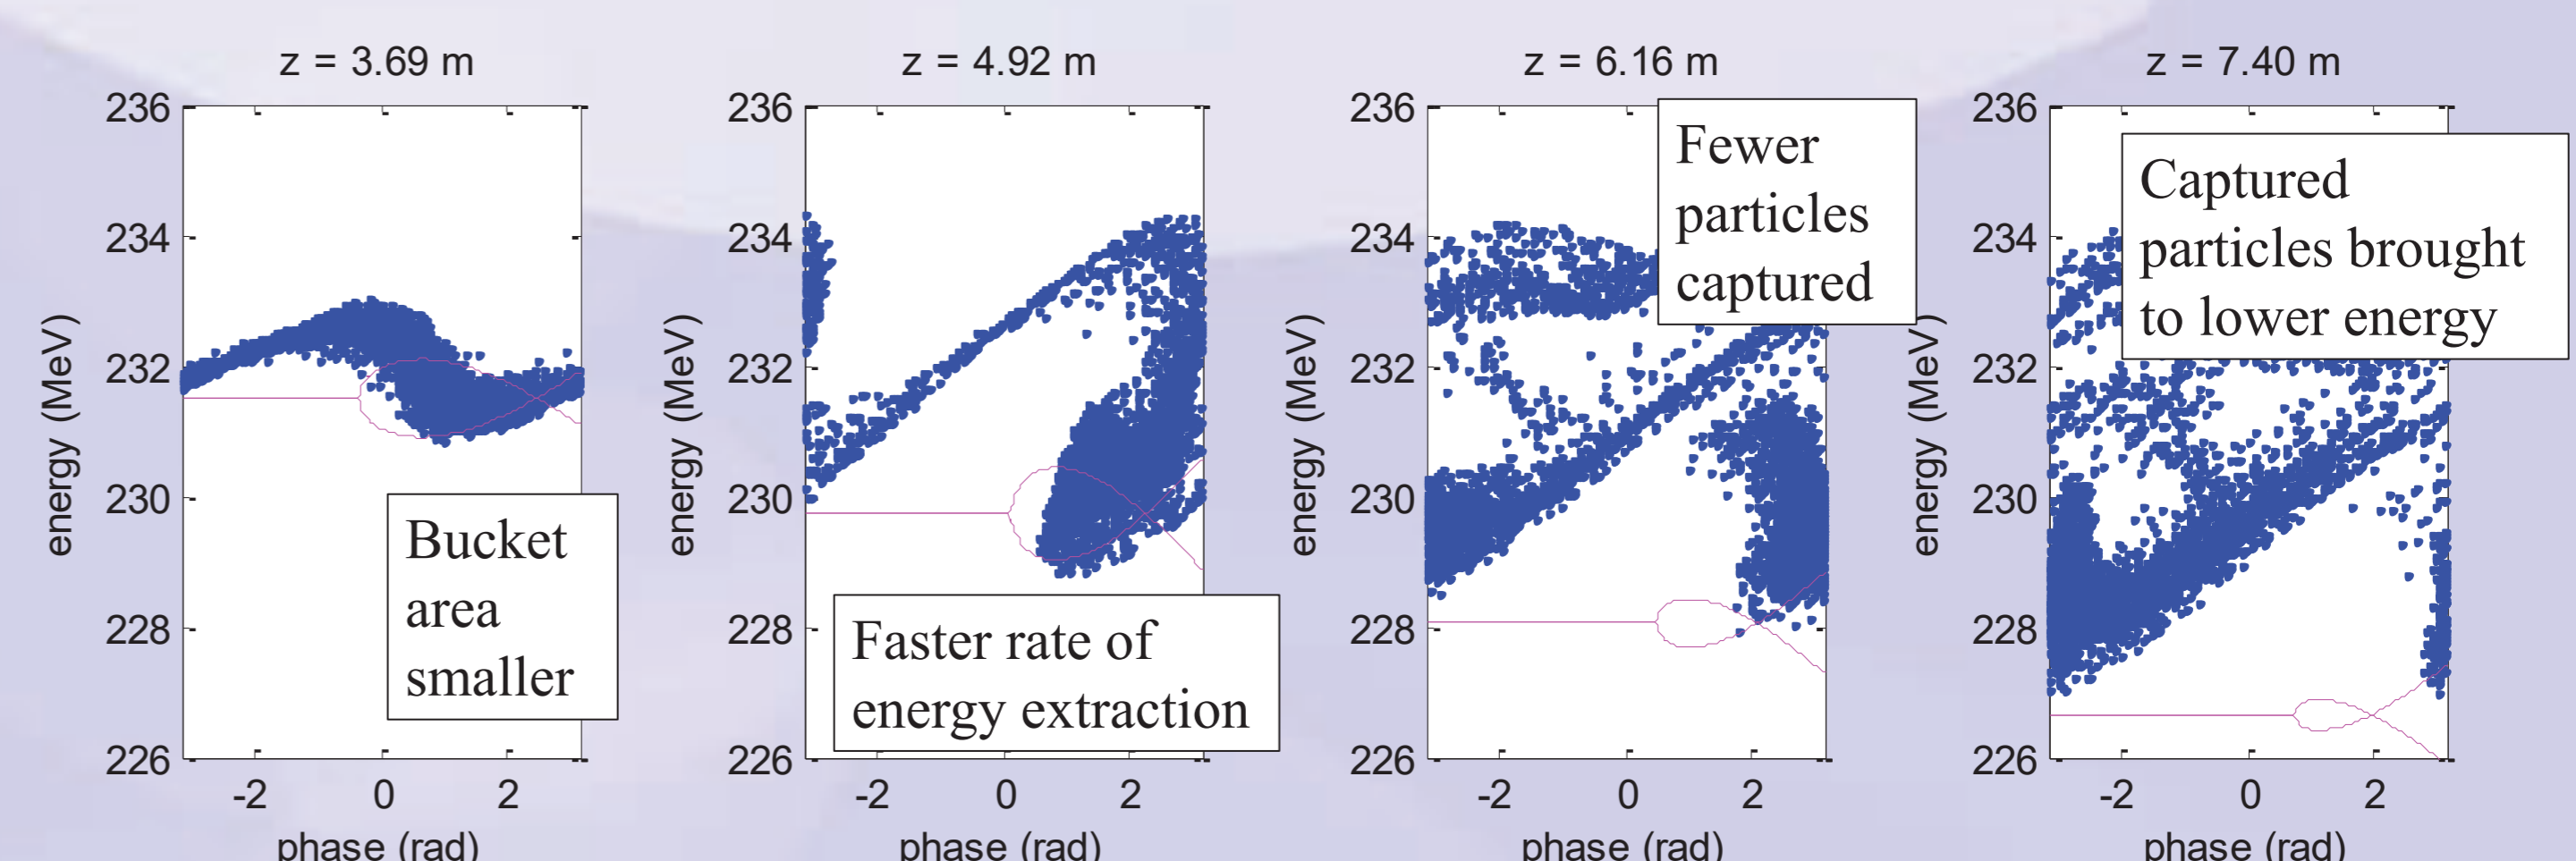 z = 3.69 m
236
234
232
230
228
226
energy (MeV)
-2 0 2
phase (rad)
Bucket
area
smaller
z = 4.92 m
236
234
232
230
228
226
energy (MeV)
-2 0 2
phase (rad)
Faster rate of
energy extraction
z = 6.16 m
236
234
232
230
228
226
energy (MeV)
-2 0 2
phase (rad)
Fewer
particles
captured
z = 7.40 m
236
234
232
230
228
226
energy (MeV)
-2 0 2
phase (rad)
Captured
particles brought
to lower energy